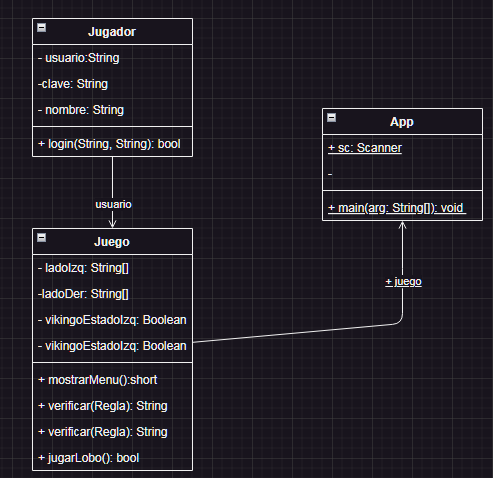 Jugador
- usuario:String
-clave: String
- nombre: String
+ login(String, String): bool
usuario
Juego
- ladoIzq: String[]
-ladoDer: String[]
- vikingoEstadoIzq: Boolean
- vikingoEstadoIzq: Boolean
+ mostrarMenu():short
+ verificar(Regla): String
+ verificar(Regla): String
+ jugarLobo(): bool
App
+ sc: Scanner
-
+ main(arg: String[]): void
+ juego